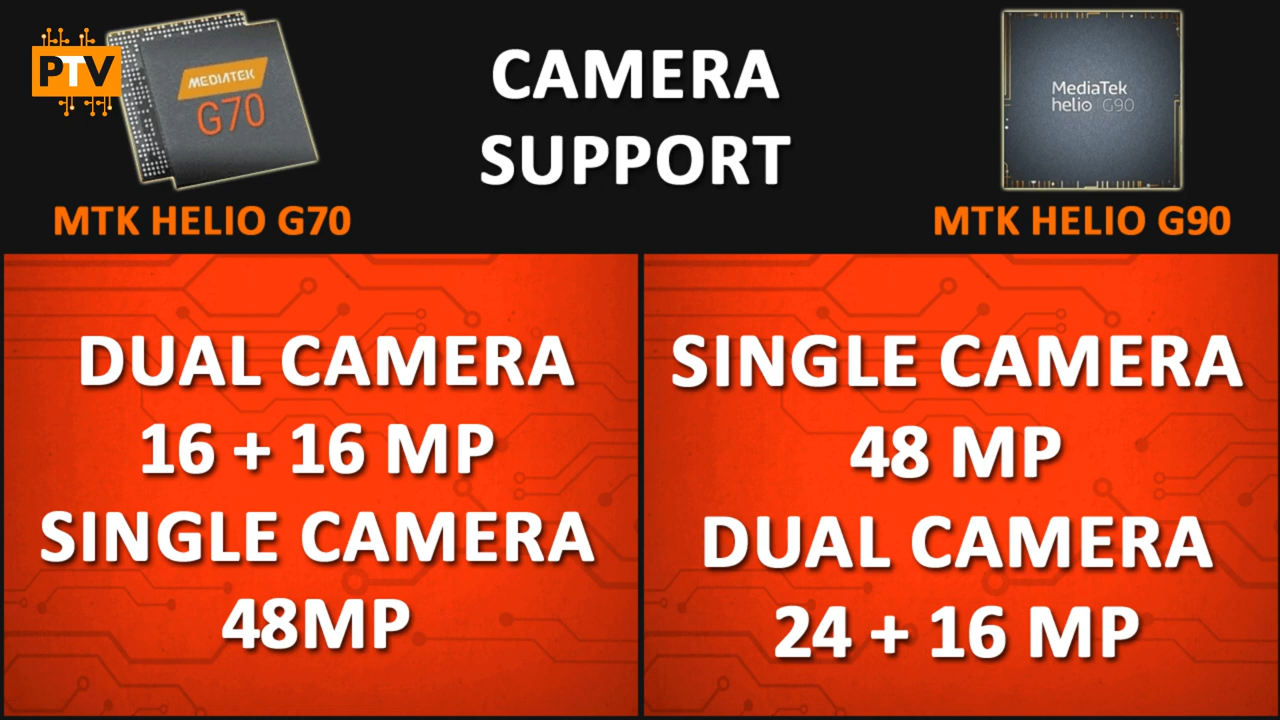 PTV
MEDIATEK
G70
CAMERA
SUPPORT
MediaTek
helio G90
MTK HELIO G70
MTK HELIO G90
DUAL CAMERA
16 + 16 MP
SINGLE CAMERA
48MP
SINGLE CAMERA
48 MP
DUAL CAMERA
24 + 16 MP